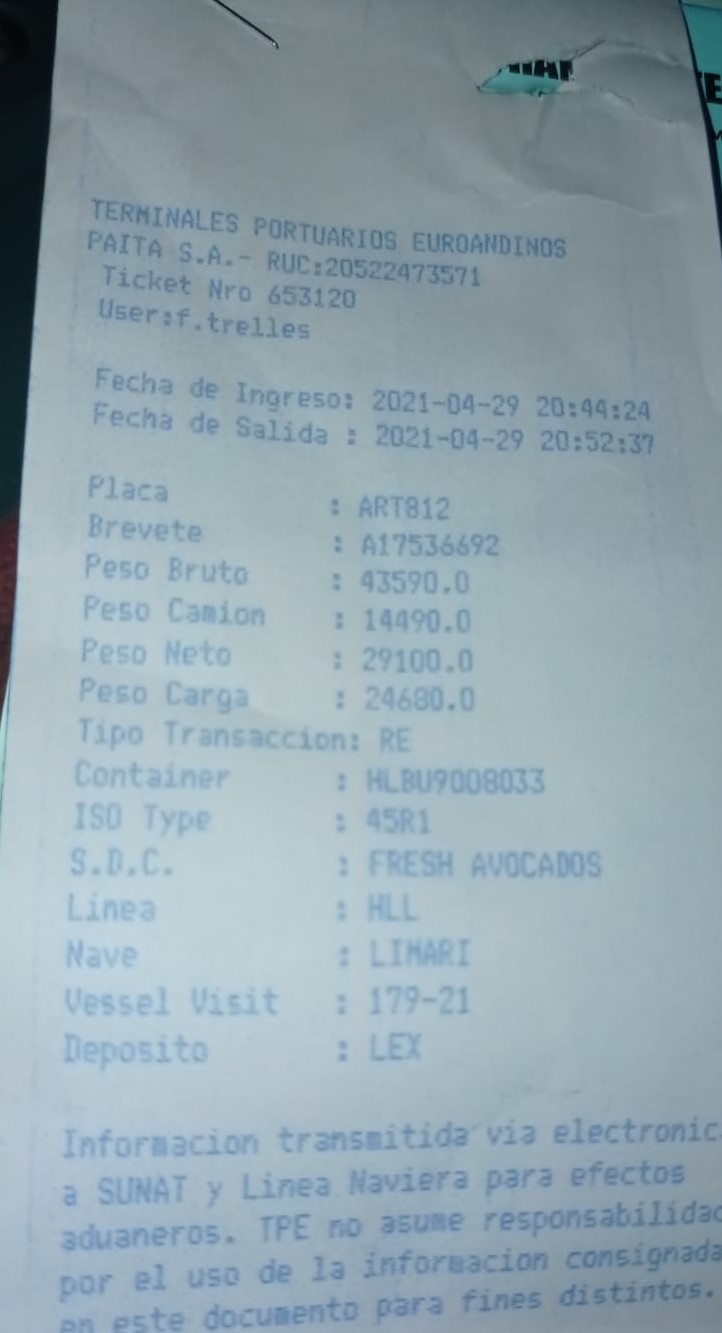 TERMINALES PORTUARIOS EUROANDINOS
PAITA S.A.- RUC:20522473571
Ticket Nro 653120
User:f.trelles
Fecha de Ingreso: 2021-04-29 20:44:24
Fecha de Salida : 2021-04-29 20:52:37
Placa : ART812
Brevete : A17536692
Peso Bruto : 43590.0
Peso Camion : 14490.0
Peso Neto : 29100.0
Peso Carga : 24680.0
Tipo Transaccion: RE
Container : HLBU9008033
ISO Type : 45R1
S.D.C. : FRESH AVOCADOS
Linea : HLL
Nave : LIMARI
Vessel Visit : 179-21
Deposito : LEX
Informacion transmitida via electronic
a SUNAT y Linea Naviera para efectos
aduaneros. TPE no asume responsabilidad
por el uso de la informacion consignada
en este documento para fines distintos.